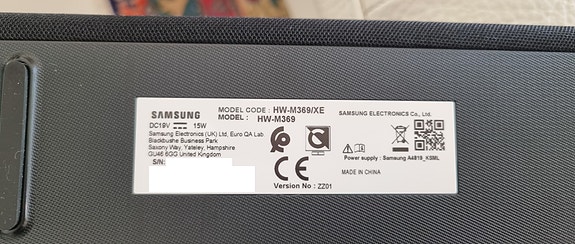 SAMSUNG
DC19V 15W
MODEL CODE : HW-M369/XE
MODEL : HW-M369
SAMSUNG ELECTRONICS Co., Ltd.
Samsung Electronics (UK) Ltd, Euro QA Lab
Blackbushe Business Park
Saxony Way, Yateley, Hampshire
GU46 6GG United Kingdom
S/N:
CE
Version No : ZZ01
Power supply : Samsung A4819_KSML
MADE IN CHINA